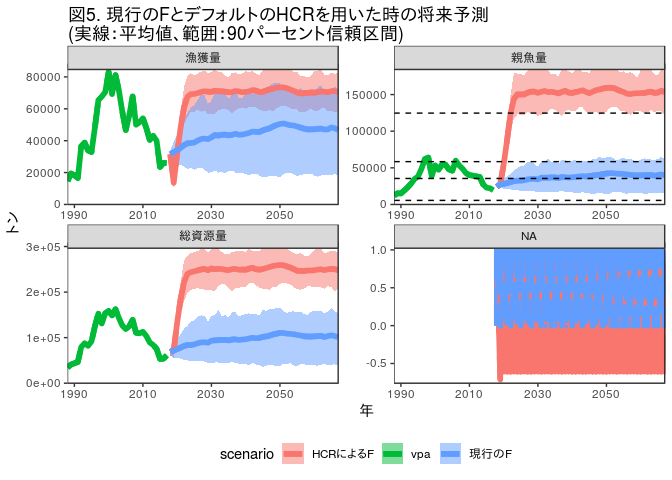 図5. 現行のFとデフォルトのHCRを用いた時の将来予測
(実線：平均値、範囲：90パーセント信頼区間)
漁獲量
親魚量
80000
60000
40000
20000
0
150000
100000
50000
0
1990
2010
2030
2050
1990
2010
2030
2050
トン
総資源量
NA
3e+05
2e+05
1e+05
0e+00
1.0
0.5
0.0
-0.5
1990
2010
2030
2050
1990
2010
2030
2050
年
scenario
HCRによるF
vpa
現行のF